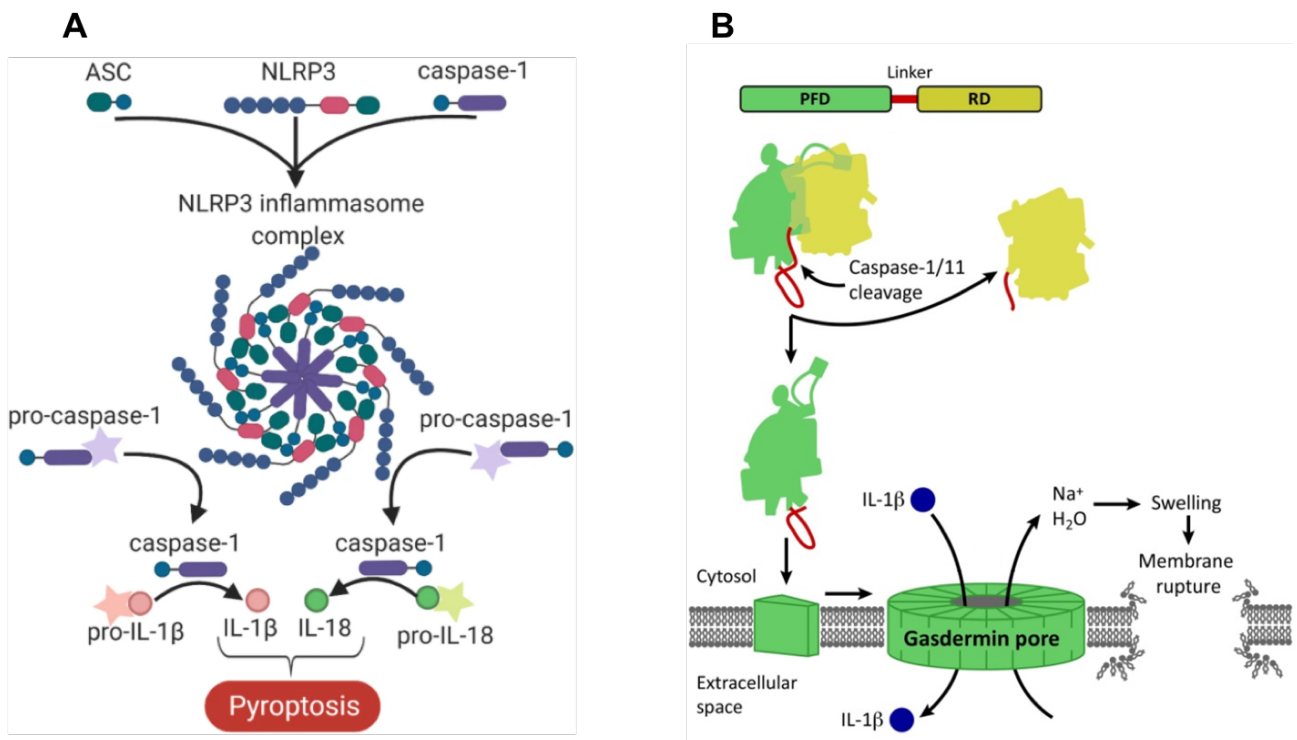 A
ASC
NLRP3
caspase-1
NLRP3 inflammasome
complex
pro-caspase-1
pro-caspase-1
caspase-1
caspase-1
pro-IL-1β
IL-1β
IL-18
pro-IL-18
Pyroptosis
B
Linker
PFD
RD
Caspase-1/11
cleavage
IL-1β
Na⁺
H₂O
Swelling
Membrane
rupture
Cytosol
Gasdermin pore
Extracellular
space
IL-1β